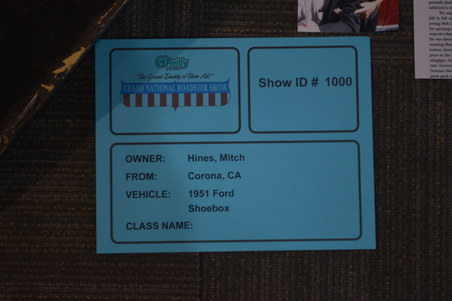 O'Reilly
"The Grand Daddy of Them All"
GRAND NATIONAL ROADSTER SHOW
Show ID # 1000
OWNER: Hines, Mitch
FROM: Corona, CA
VEHICLE: 1951 Ford
Shoebox
CLASS NAME: